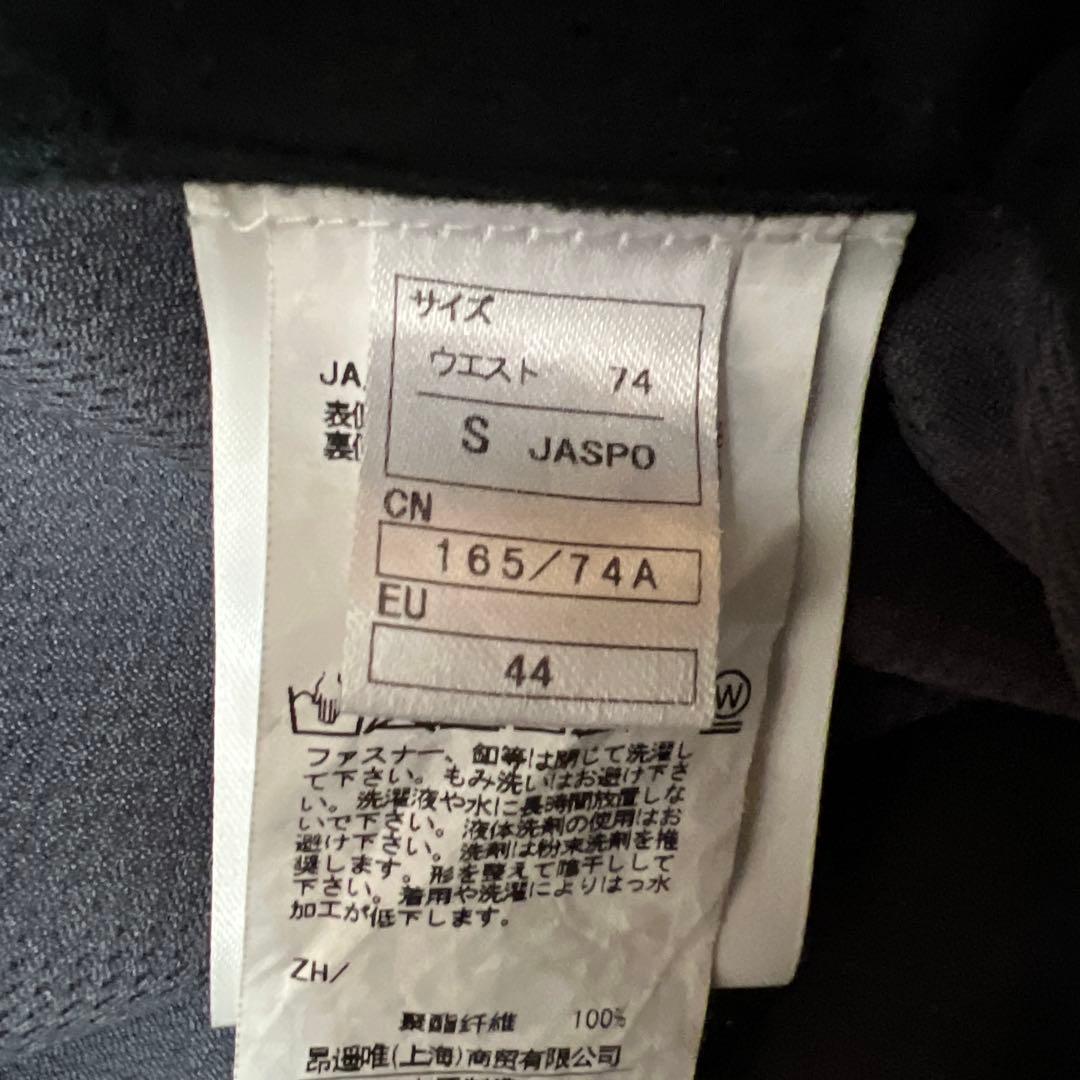 サイズ
ウエスト 74
S JASPO
CN
165/74A
EU
44
JA
表
裏
W
ファスナー、釦等は閉じて洗濯し
て下さい。もみ洗いはお避け下さ
い。洗濯液や水に長時間放置しな
いで下さい。液体洗剤の使用はお
避け下さい。洗剤は粉末洗剤を推
奨します。形を整えて陰干しして
下さい。着用や洗濯によりはっ水
加工が低下します。
ZH/
聚酯纤维 100%
(上海)商贸有限公司